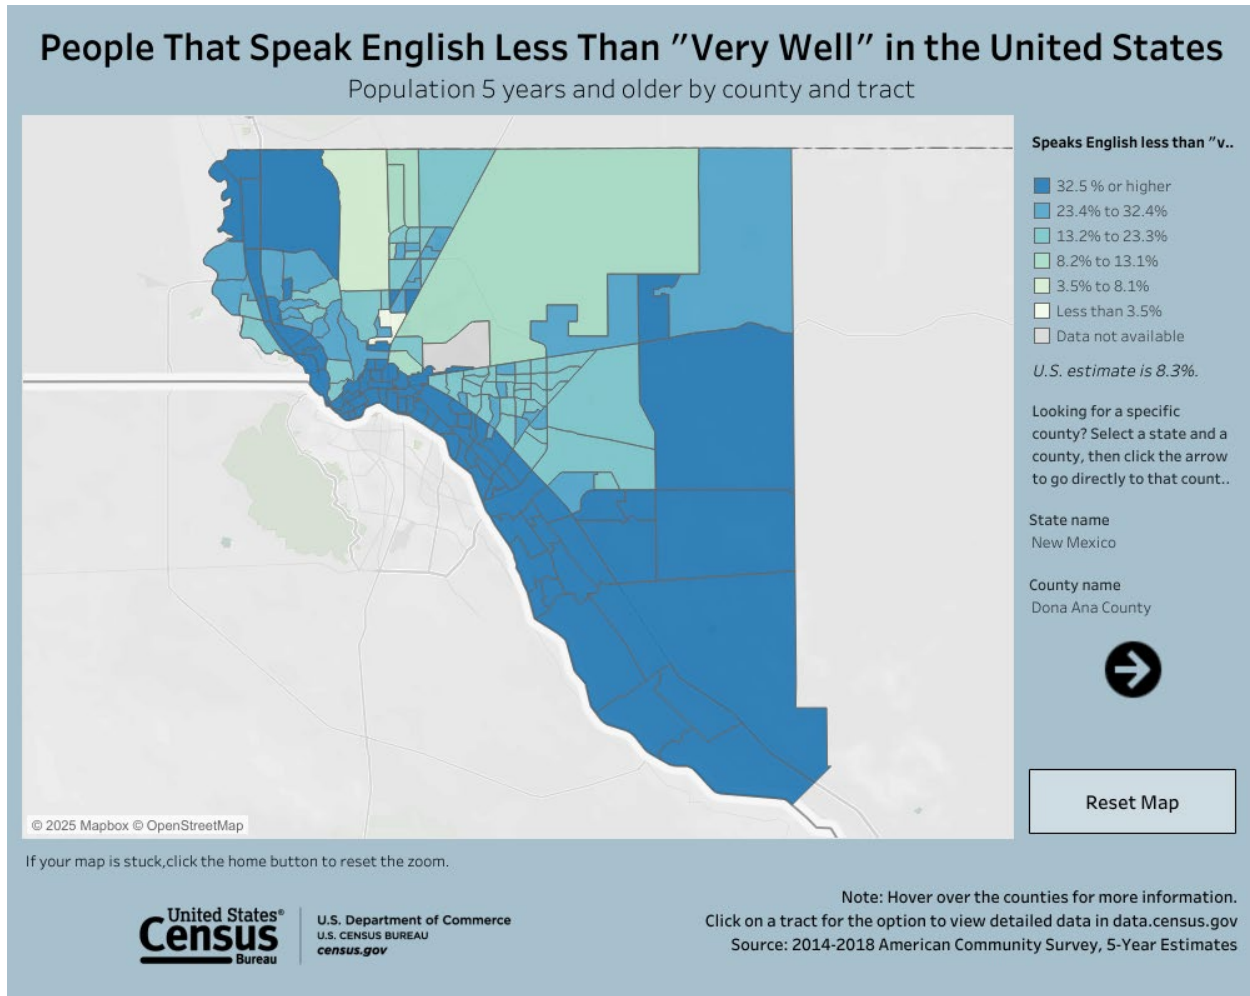 People That Speak English Less Than "Very Well" in the United States
Population 5 years and older by county and tract
Speaks English less than "v..
32.5 % or higher
23.4% to 32.4%
13.2% to 23.3%
8.2% to 13.1%
3.5% to 8.1%
Less than 3.5%
Data not available
U.S. estimate is 8.3%.
Looking for a specific
county? Select a state and a
county, then click the arrow
to go directly to that count..
State name
New Mexico
County name
Dona Ana County
Reset Map
© 2025 Mapbox © OpenStreetMap
If your map is stuck,click the home button to reset the zoom.
United States®
Census
Bureau
U.S. Department of Commerce
U.S. CENSUS BUREAU
census.gov
Note: Hover over the counties for more information.
Click on a tract for the option to view detailed data in data.census.gov
Source: 2014-2018 American Community Survey, 5-Year Estimates